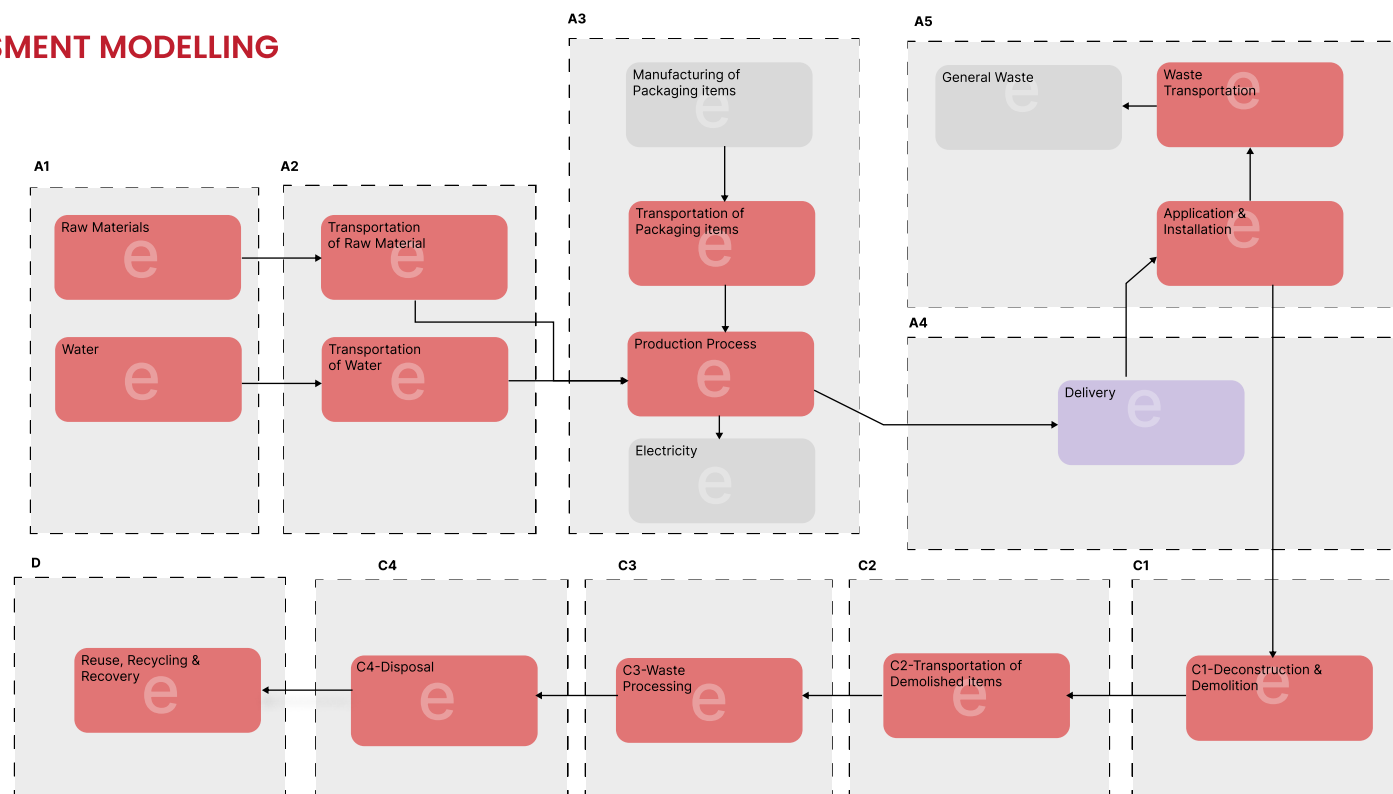 SMENT MODELLING
A3
A5
Manufacturing of
Packaging items
e
General Waste
e
Waste
Transportation
e
A1
A2
Raw Materials
e
Transportation
of Raw Material
e
Transportation of
Packaging items
e
Application &
Installation
e
Water
e
Transportation
of Water
e
Production Process
e
A4
Delivery
e
Electricity
e
D
C4
C3
C2
C1
Reuse, Recycling &
Recovery
e
C4-Disposal
e
C3-Waste
Processing
e
C2-Transportation of
Demolished items
e
C1-Deconstruction &
Demolition
e